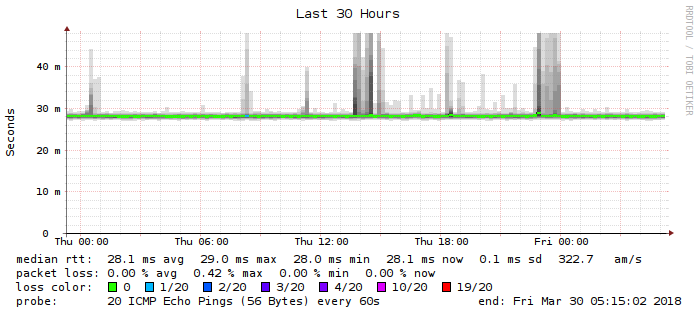 Last 30 Hours
RRDTOOL / TOBI OETIKER
Seconds
40 m
30 m
20 m
10 m
0
Thu 00:00 Thu 06:00 Thu 12:00 Thu 18:00 Fri 00:00
median rtt: 28.1 ms avg 29.0 ms max 28.0 ms min 28.1 ms now 0.1 ms sd 322.7 am/s
packet loss: 0.00 % avg 0.42 % max 0.00 % min 0.00 % now
loss color: 0 1/20 2/20 3/20 4/20 10/20 19/20
probe: 20 ICMP Echo Pings (56 Bytes) every 60s end: Fri Mar 30 05:15:02 2018